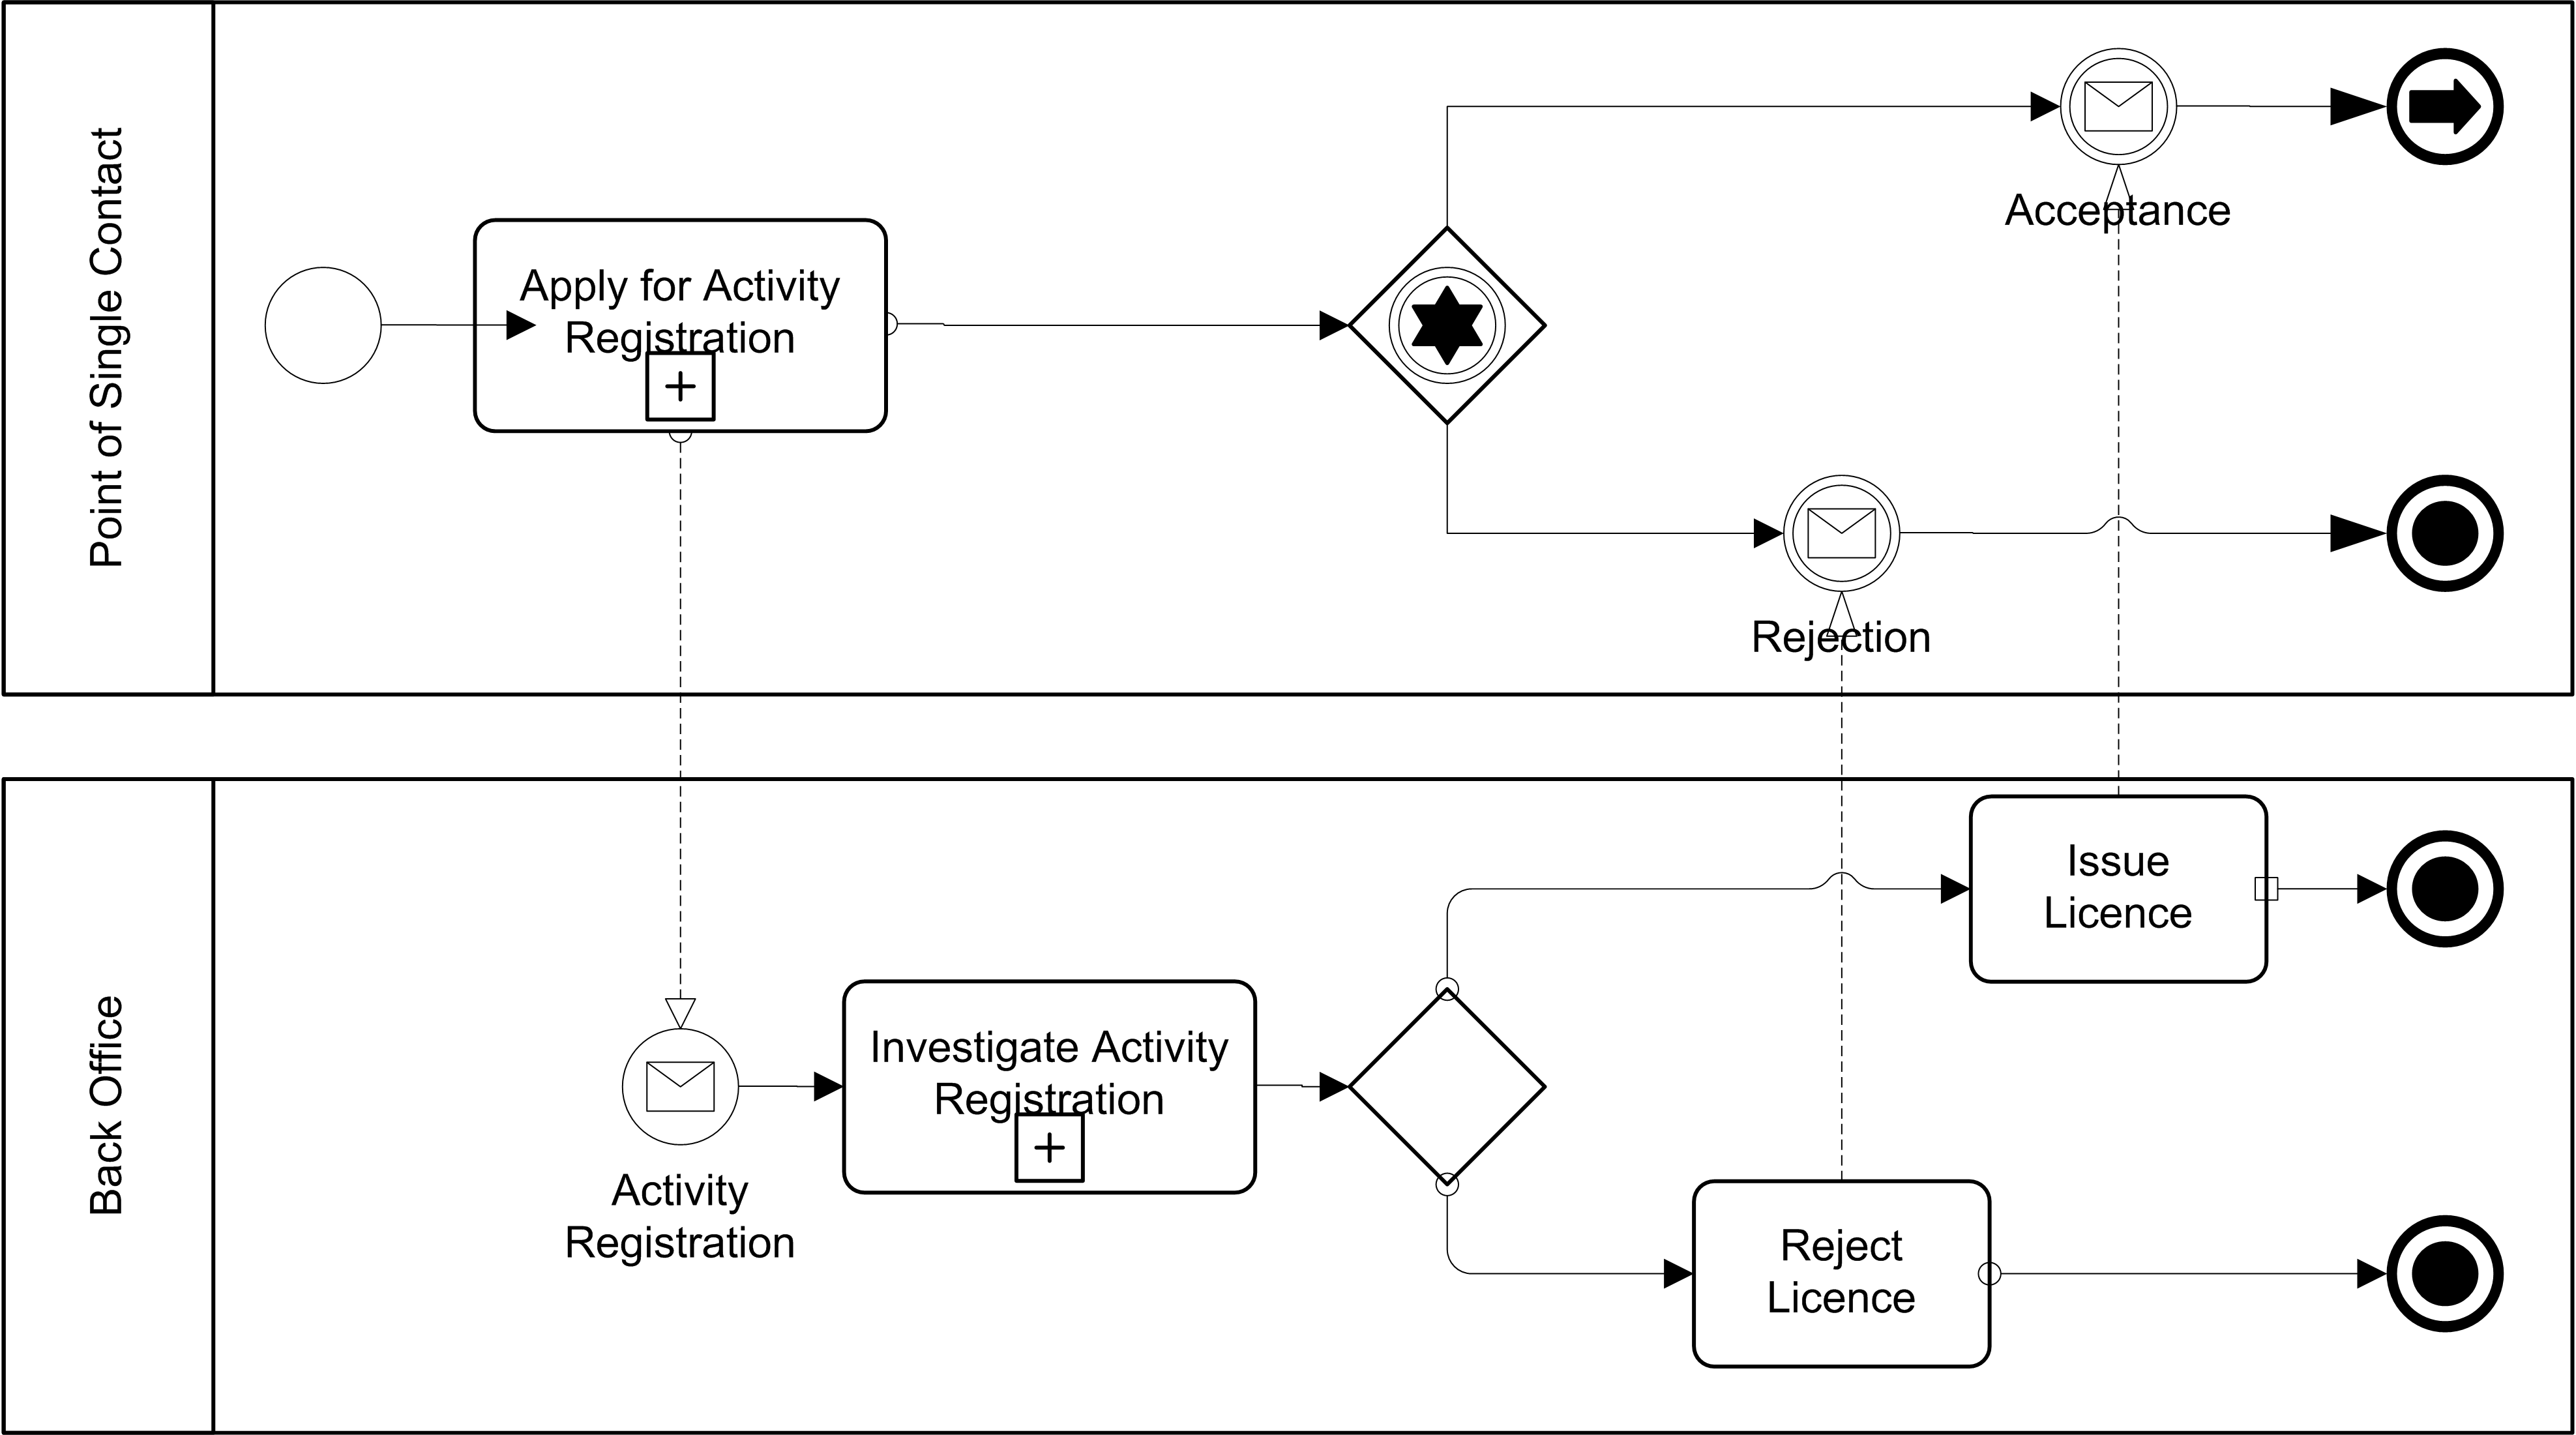 Point of Single Contact
Apply for Activity
Registration
Acceptance
Rejection
Back Office
Activity
Registration
Investigate Activity
Registration
Issue
Licence
Reject
Licence